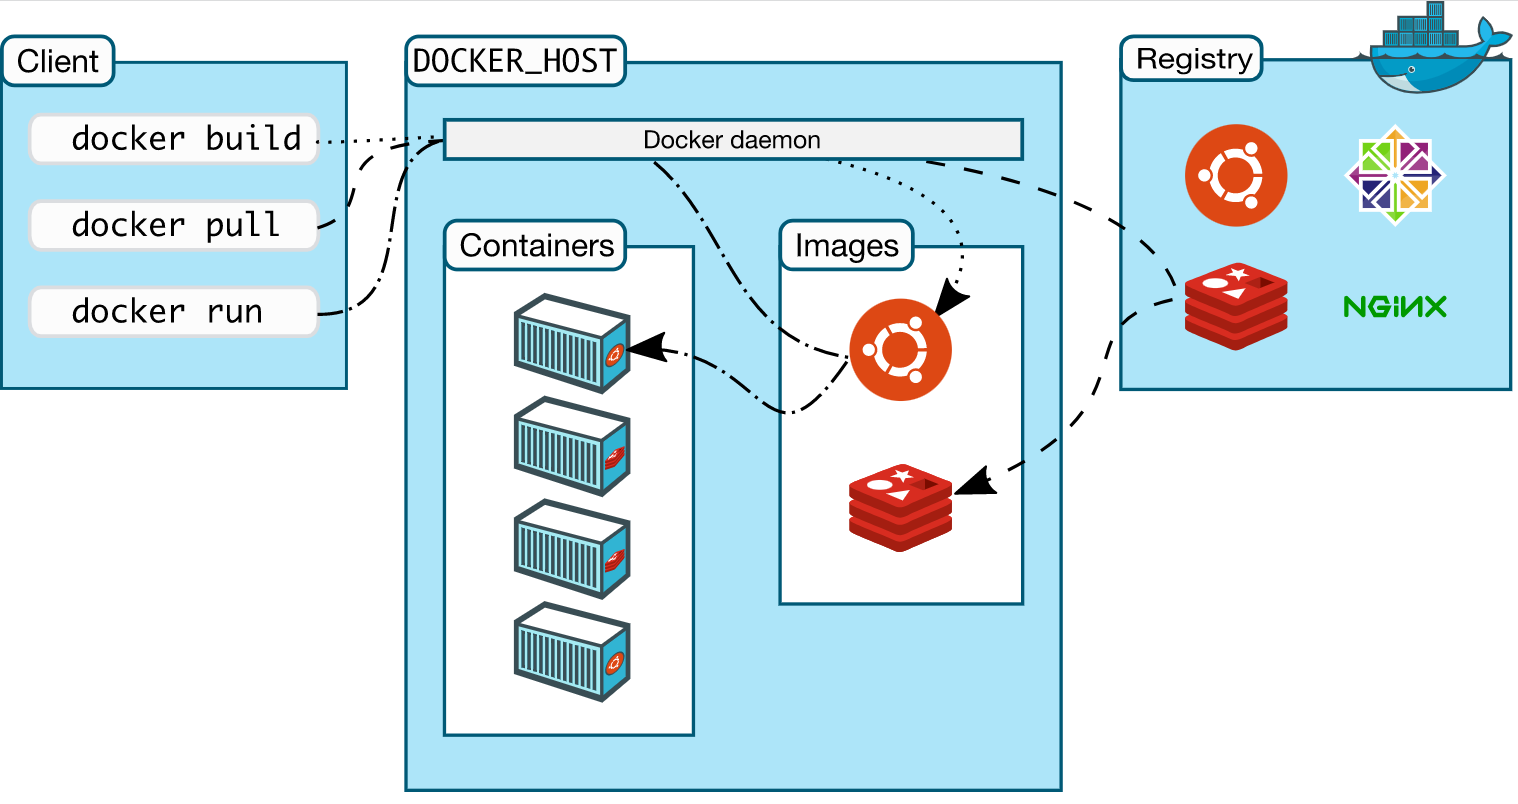 Client
docker build
docker pull
docker run
DOCKER_HOST
Docker daemon
Containers
Images
Registry
NGINX